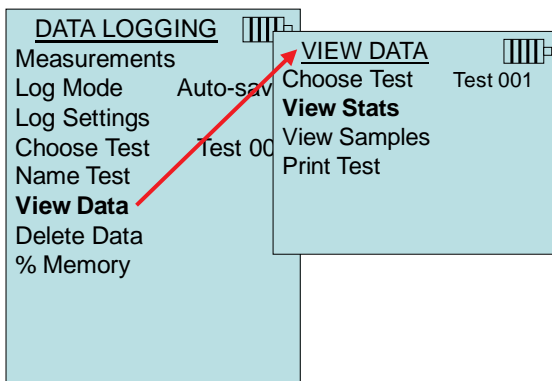 DATA LOGGING
Measurements
Log Mode Auto-sav
Log Settings
Choose Test Test 00
Name Test
View Data
Delete Data
% Memory
VIEW DATA
Choose Test Test 001
View Stats
View Samples
Print Test